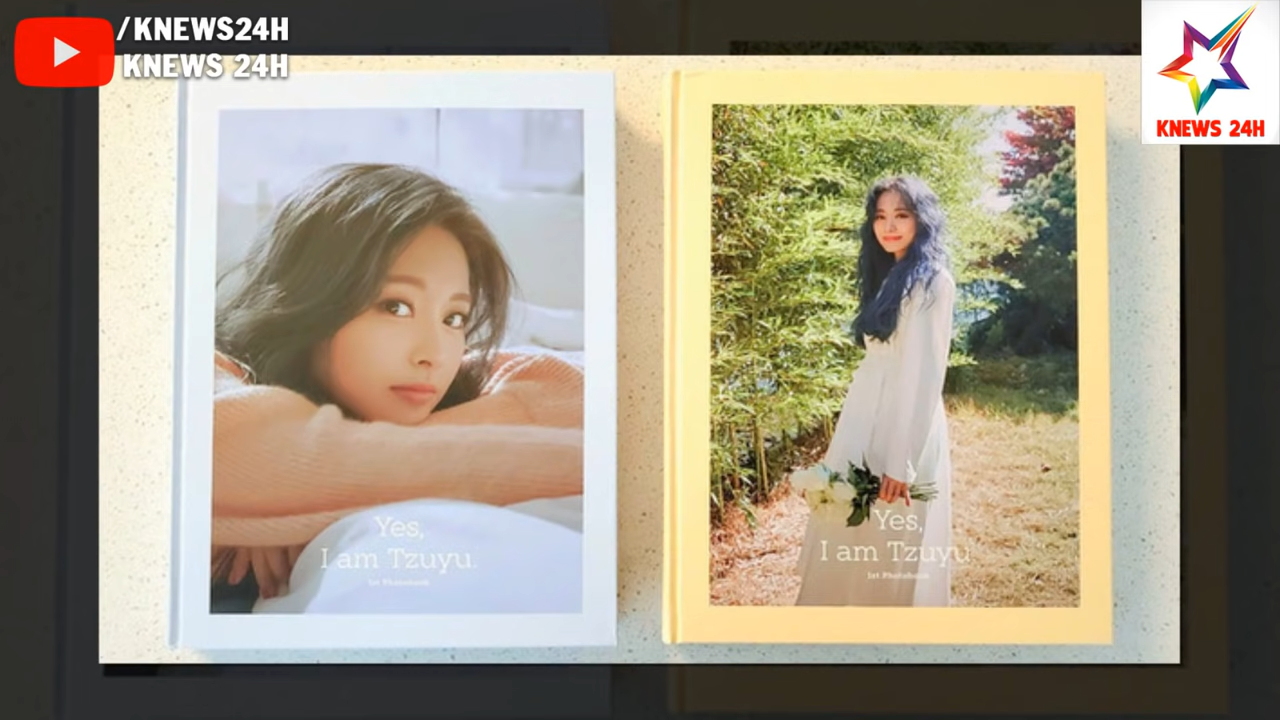 /KNEWS24H
KNEWS 24H
KNEWS 24H
Yes,
I am Tzuyu.
1st Photobook
Yes,
I am Tzuyu
1st Photobook